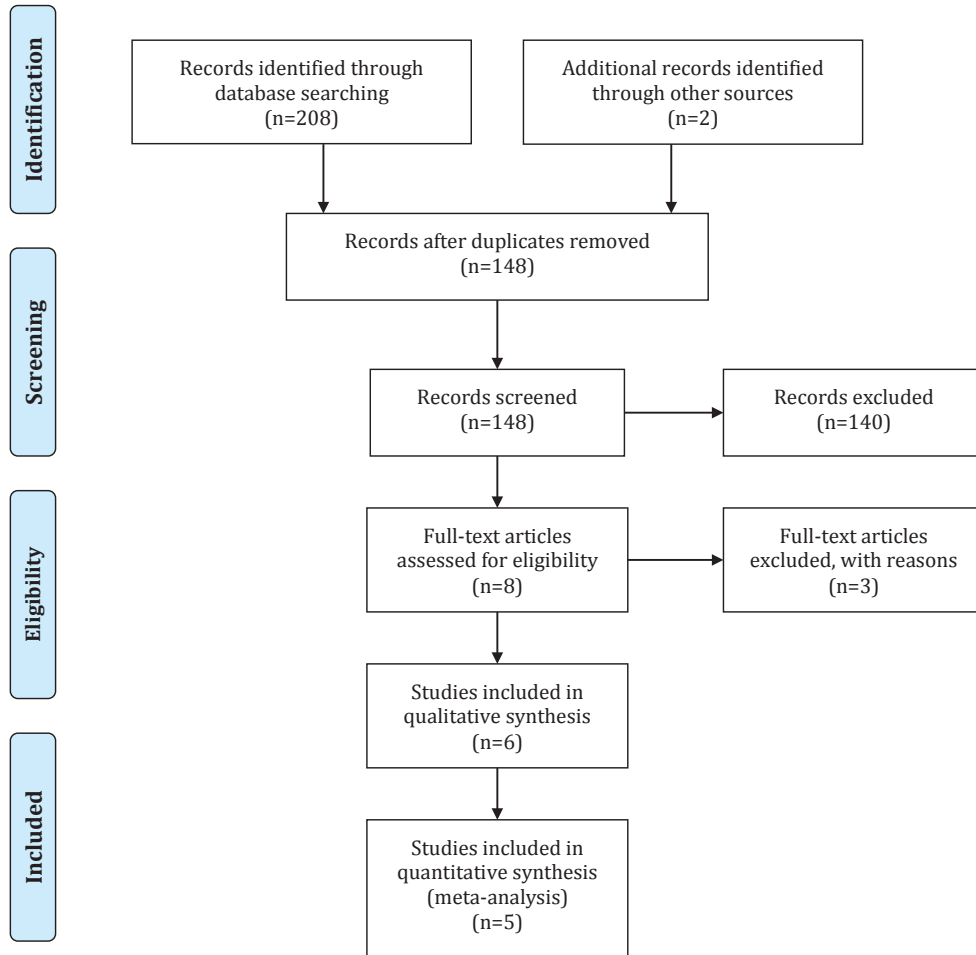 Identification
Records identified through
database searching
(n=208)
Additional records identified
through other sources
(n=2)
Screening
Records after duplicates removed
(n=148)
Records screened
(n=148)
Records excluded
(n=140)
Eligibility
Full-text articles
assessed for eligibility
(n=8)
Full-text articles
excluded, with reasons
(n=3)
Studies included in
qualitative synthesis
(n=6)
Included
Studies included in
quantitative synthesis
(meta-analysis)
(n=5)